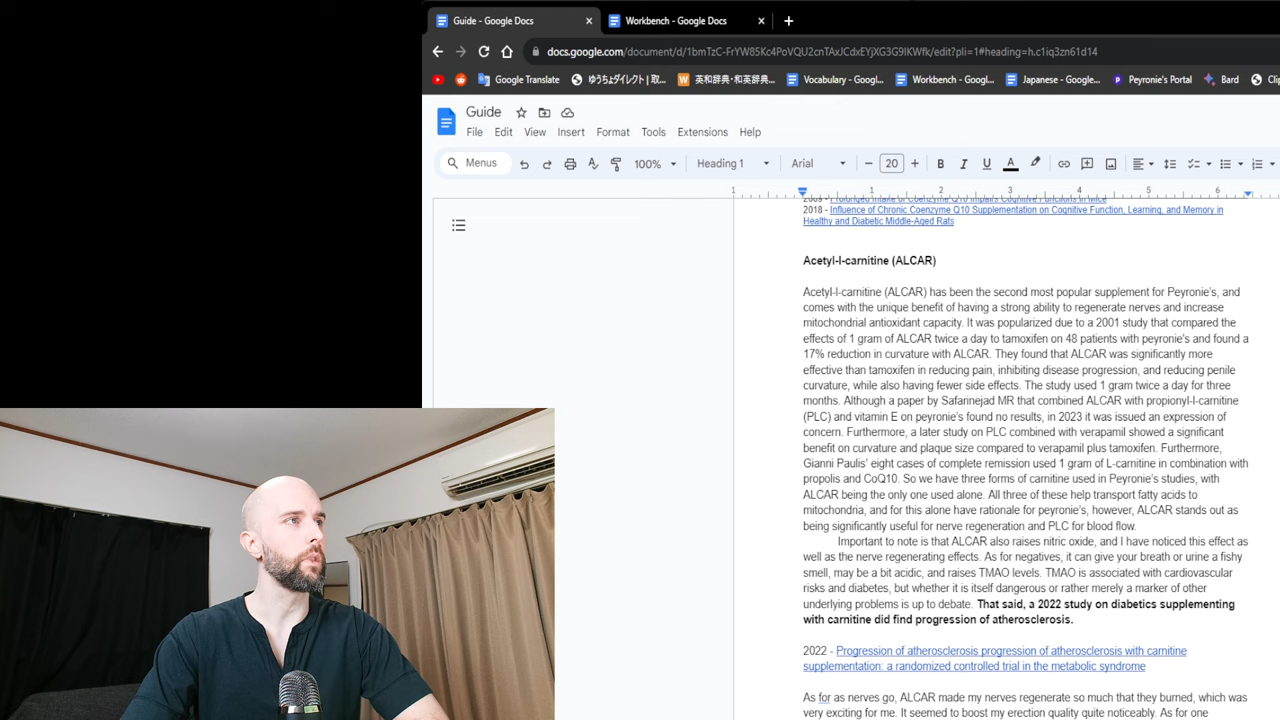 Guide - Google Docs
Workbench - Google Docs
docs.google.com/document/d/1bmTzC-FrYW85Kc4PoVQU2cnTAxJCdxEYjXG3G9IKWfk/edit?pli=1#heading=h.c1iq3zn61d14
Google Translate
ゆうちょダイレクト | 取...
英和辞典・和英辞典...
Vocabulary - Googl...
Workbench - Googl...
Japanese - Google...
Peyronie's Portal
Bard
Guide
File Edit View Insert Format Tools Extensions Help
Menus 100% Heading 1 Arial 20
1 1 2 3 4 5 6
2009 - Prolonged Intake of Coenzyme Q10 Impairs Cognitive Functions in Mice
2018 - Influence of Chronic Coenzyme Q10 Supplementation on Cognitive Function, Learning, and Memory in
Healthy and Diabetic Middle-Aged Rats
Acetyl-l-carnitine (ALCAR)
Acetyl-l-carnitine (ALCAR) has been the second most popular supplement for Peyronie's, and
comes with the unique benefit of having a strong ability to regenerate nerves and increase
mitochondrial antioxidant capacity. It was popularized due to a 2001 study that compared the
effects of 1 gram of ALCAR twice a day to tamoxifen on 48 patients with peyronie's and found a
17% reduction in curvature with ALCAR. They found that ALCAR was significantly more
effective than tamoxifen in reducing pain, inhibiting disease progression, and reducing penile
curvature, while also having fewer side effects. The study used 1 gram twice a day for three
months. Although a paper by Safarinejad MR that combined ALCAR with propionyl-l-carnitine
(PLC) and vitamin E on peyronie's found no results, in 2023 it was issued an expression of
concern. Furthermore, a later study on PLC combined with verapamil showed a significant
benefit on curvature and plaque size compared to verapamil plus tamoxifen. Furthermore,
Gianni Paulis' eight cases of complete remission used 1 gram of L-carnitine in combination with
propolis and CoQ10. So we have three forms of carnitine used in Peyronie's studies, with
ALCAR being the only one used alone. All three of these help transport fatty acids to
mitochondria, and for this alone have rationale for peyronie's, however, ALCAR stands out as
being significantly useful for nerve regeneration and PLC for blood flow.
Important to note is that ALCAR also raises nitric oxide, and I have noticed this effect as
well as the nerve regenerating effects. As for negatives, it can give your breath or urine a fishy
smell, may be a bit acidic, and raises TMAO levels. TMAO is associated with cardiovascular
risks and diabetes, but whether it is itself dangerous or rather merely a marker of other
underlying problems is up to debate. That said, a 2022 study on diabetics supplementing
with carnitine did find progression of atherosclerosis.
2022 - Progression of atherosclerosis progression of atherosclerosis with carnitine
supplementation: a randomized controlled trial in the metabolic syndrome
As for as nerves go, ALCAR made my nerves regenerate so much that they burned, which was
very exciting for me. It seemed to boost my erection quality quite noticeably. As for one